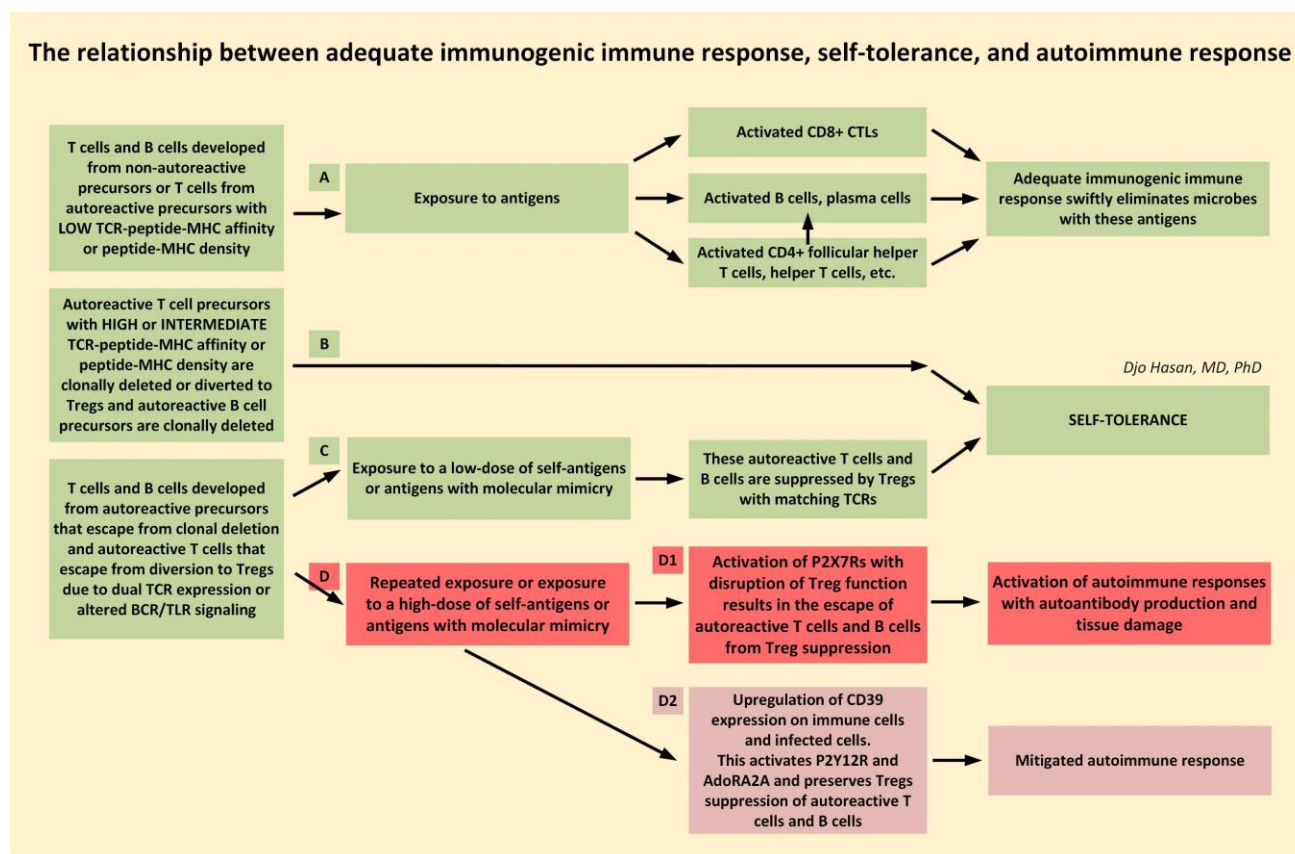 The relationship between adequate immunogenic immune response, self-tolerance, and autoimmune response
T cells and B cells developed
from non-autoreactive
precursors or T cells from
autoreactive precursors with
LOW TCR-peptide-MHC affinity
or peptide-MHC density
A
Exposure to antigens
Activated CD8+ CTLs
Activated B cells, plasma cells
Activated CD4+ follicular helper
T cells, helper T cells, etc.
Adequate immunogenic immune
response swiftly eliminates microbes
with these antigens
Autoreactive T cell precursors
with HIGH or INTERMEDIATE
TCR-peptide-MHC affinity or
peptide-MHC density are
clonally deleted or diverted to
Tregs and autoreactive B cell
precursors are clonally deleted
B
Djo Hasan, MD, PhD
SELF-TOLERANCE
T cells and B cells developed
from autoreactive precursors
that escape from clonal deletion
and autoreactive T cells that
escape from diversion to Tregs
due to dual TCR expression or
altered BCR/TLR signaling
C
Exposure to a low-dose of self-antigens
or antigens with molecular mimicry
These autoreactive T cells and
B cells are suppressed by Tregs
with matching TCRs
D
Repeated exposure or exposure
to a high-dose of self-antigens or
antigens with molecular mimicry
D1
Activation of P2X7Rs with
disruption of Treg function
results in the escape of
autoreactive T cells and B cells
from Treg suppression
Activation of autoimmune responses
with autoantibody production and
tissue damage
D2
Upregulation of CD39
expression on immune cells
and infected cells.
This activates P2Y12R and
AdoRA2A and preserves Tregs
suppression of autoreactive T
cells and B cells
Mitigated autoimmune response